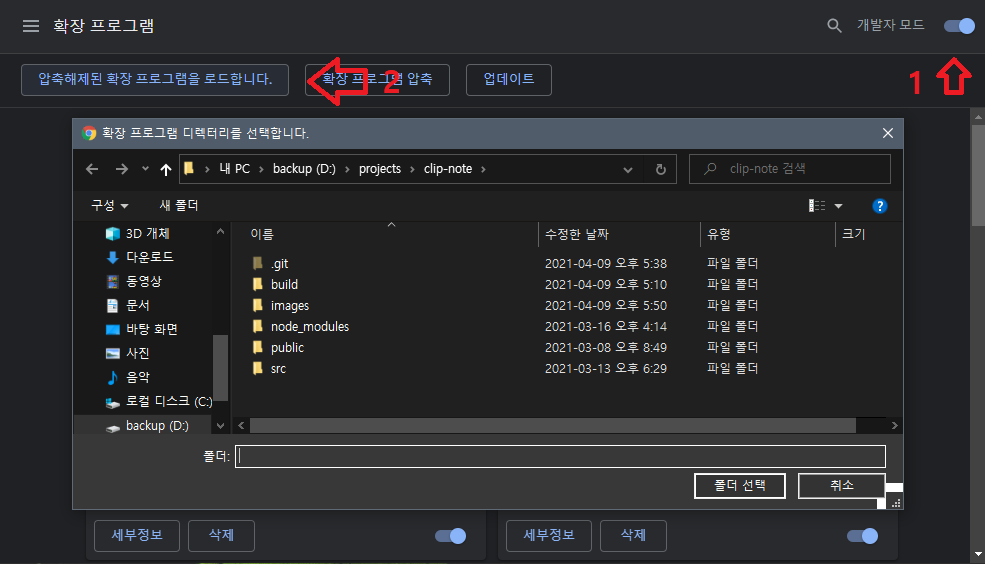 확장 프로그램
개발자 모드
압축해제된 확장 프로그램을 로드합니다.
확장 프로그램 압축
업데이트
2
1
확장 프로그램 디렉터리를 선택합니다.
내 PC
backup (D:)
projects
clip-note
clip-note 검색
구성
새 폴더
이름
수정한 날짜
유형
크기
3D 개체
다운로드
동영상
문서
바탕 화면
사진
음악
로컬 디스크 (C:)
backup (D:)
.git 2021-04-09 오후 5:38 파일 폴더
build 2021-04-09 오후 5:10 파일 폴더
images 2021-04-09 오후 5:50 파일 폴더
node_modules 2021-03-16 오후 4:14 파일 폴더
public 2021-03-08 오후 8:49 파일 폴더
src 2021-03-13 오후 6:29 파일 폴더
폴더:
폴더 선택
취소
세부정보
삭제
세부정보
삭제